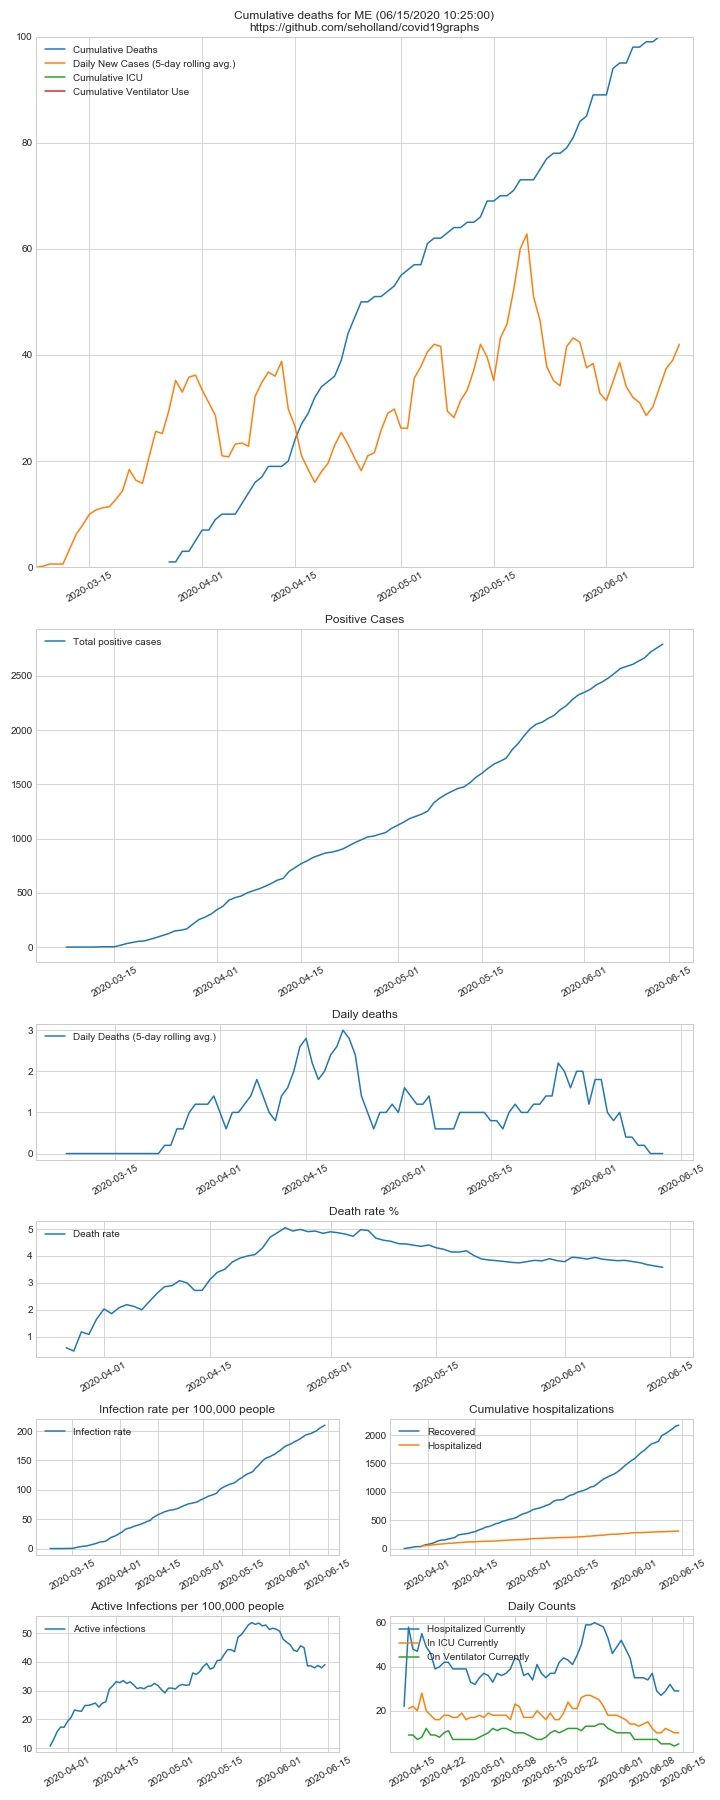 Cumulative deaths for ME (06/15/2020 10:25:00)
https://github.com/seholland/covid19graphs
Cumulative Deaths
Daily New Cases (5-day rolling avg.)
Cumulative ICU
Cumulative Ventilator Use
100
80
60
40
20
0
2020-03-15 2020-04-01 2020-04-15 2020-05-01 2020-05-15 2020-06-01
Positive Cases
Total positive cases
2500
2000
1500
1000
500
0
2020-03-15 2020-04-01 2020-04-15 2020-05-01 2020-05-15 2020-06-01 2020-06-15
Daily deaths
Daily Deaths (5-day rolling avg.)
3
2
1
0
2020-03-15 2020-04-01 2020-04-15 2020-05-01 2020-05-15 2020-06-01 2020-06-15
Death rate %
Death rate
5
4
3
2
1
2020-04-01 2020-04-15 2020-05-01 2020-05-15 2020-06-01 2020-06-15
Infection rate per 100,000 people
Infection rate
200
150
100
50
0
2020-03-15 2020-04-01 2020-04-15 2020-05-01 2020-05-15 2020-06-01 2020-06-15
Cumulative hospitalizations
Recovered
Hospitalized
2000
1500
1000
500
0
2020-04-01 2020-04-15 2020-05-01 2020-05-15 2020-06-01 2020-06-15
Active Infections per 100,000 people
Active infections
50
40
30
20
10
2020-04-01 2020-04-15 2020-05-01 2020-05-15 2020-06-01 2020-06-15
Daily Counts
Hospitalized Currently
In ICU Currently
On Ventilator Currently
60
40
20
2020-04-15 2020-04-22 2020-05-01 2020-05-08 2020-05-15 2020-05-22 2020-06-01 2020-06-08 2020-06-15